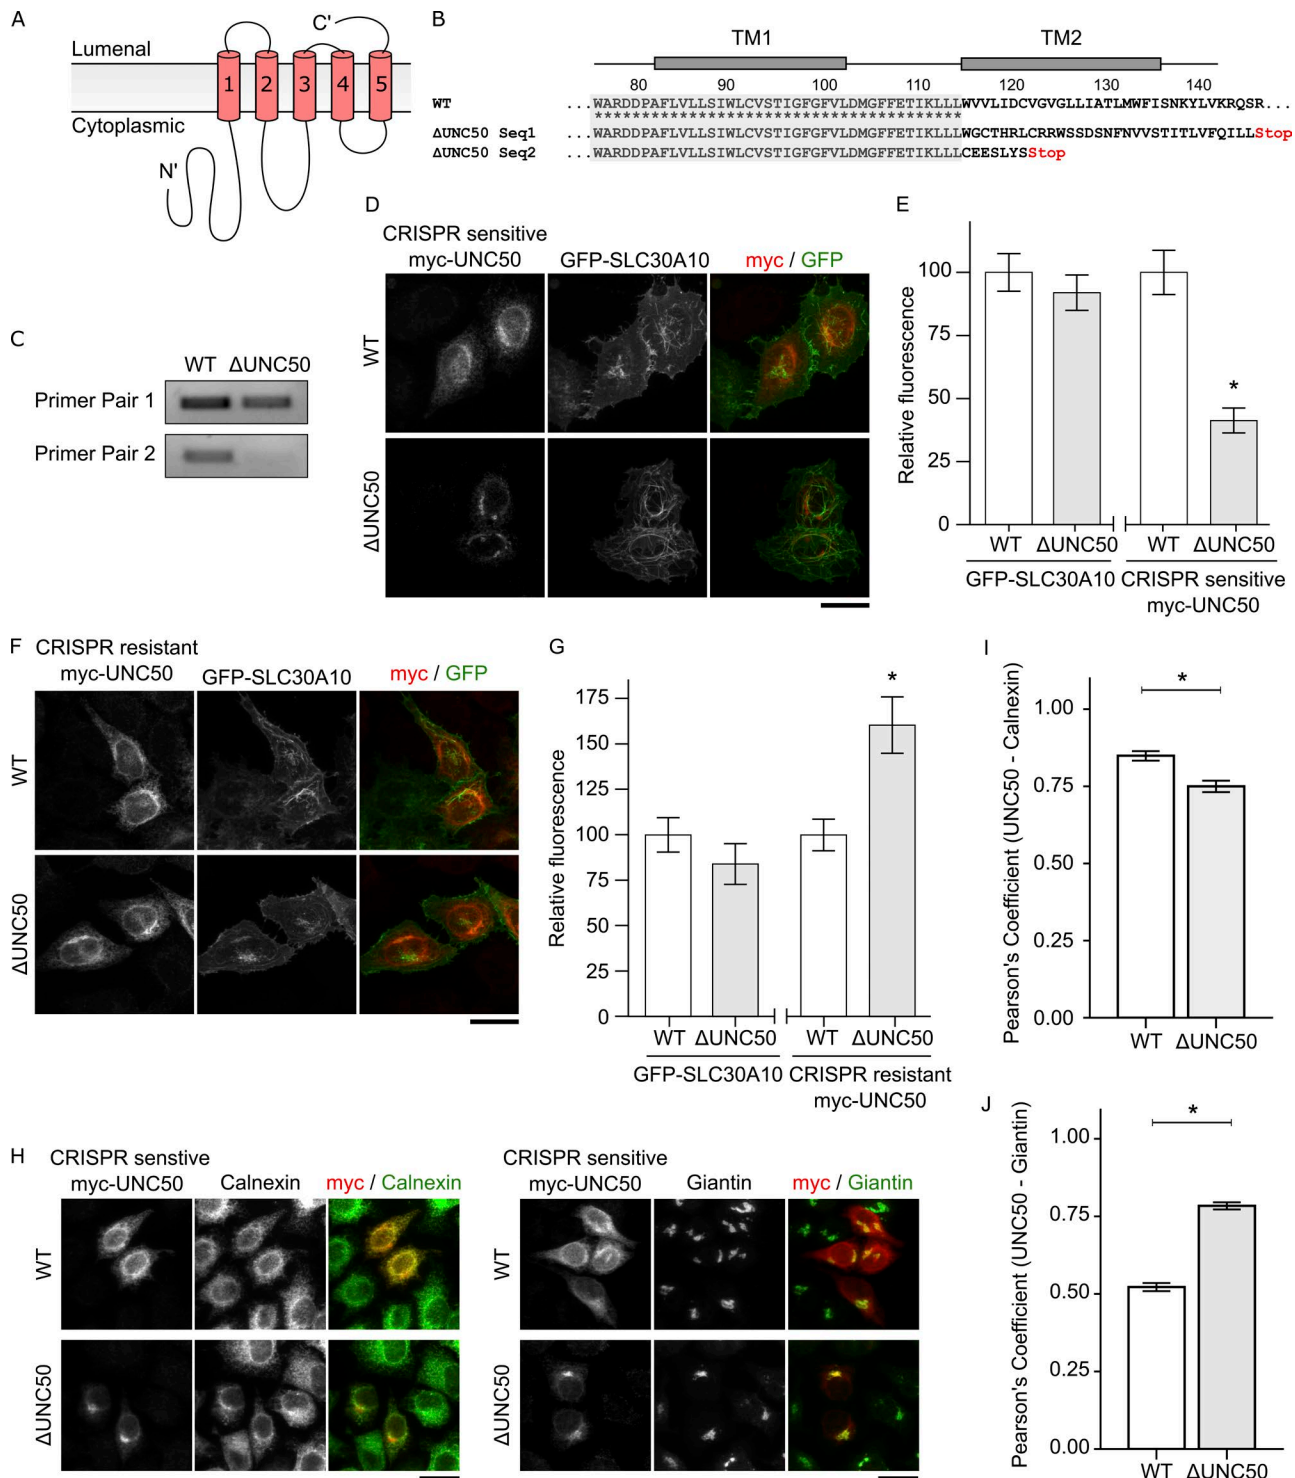 A
Lumenal
C'
1 2 3 4 5
Cytoplasmic
N'
B
TM1 TM2
80 90 100 110 120 130 140
WT ...WARDDPAFLVLLSIWLCVSTIGFGFVLDMGFFETIKLLLWVVLIDCVGVGLLIATLMWFISNKYLVKRQSR...
***************************************
ΔUNC50 Seq1 ...WARDDPAFLVLLSIWLCVSTIGFGFVLDMGFFETIKLLLWGCTHRLCRRWSSDSNFNVVSTITLVFQILLStop
ΔUNC50 Seq2 ...WARDDPAFLVLLSIWLCVSTIGFGFVLDMGFFETIKLLLCEESLYSStop
C
WT ΔUNC50
Primer Pair 1
Primer Pair 2
D
CRISPR sensitive
myc-UNC50 GFP-SLC30A10 myc / GFP
WT
ΔUNC50
E
Relative fluorescence
100
75
50
25
0
*
WT ΔUNC50 WT ΔUNC50
GFP-SLC30A10 CRISPR sensitive
myc-UNC50
F CRISPR resistant
myc-UNC50 GFP-SLC30A10 myc / GFP
WT
ΔUNC50
G
Relative fluorescence
175
150
125
100
75
50
25
0
*
WT ΔUNC50 WT ΔUNC50
GFP-SLC30A10 CRISPR resistant
myc-UNC50
H CRISPR senstive
myc-UNC50 Calnexin myc / Calnexin
WT
ΔUNC50
CRISPR sensitive
myc-UNC50 Giantin myc / Giantin
WT
ΔUNC50
I
Pearson's Coefficient (UNC50 - Calnexin)
1.00
0.75
0.50
0.25
0.00
*
WT ΔUNC50
J
Pearson's Coefficient (UNC50 - Giantin)
1.00
0.75
0.50
0.25
0.00
*
WT ΔUNC50